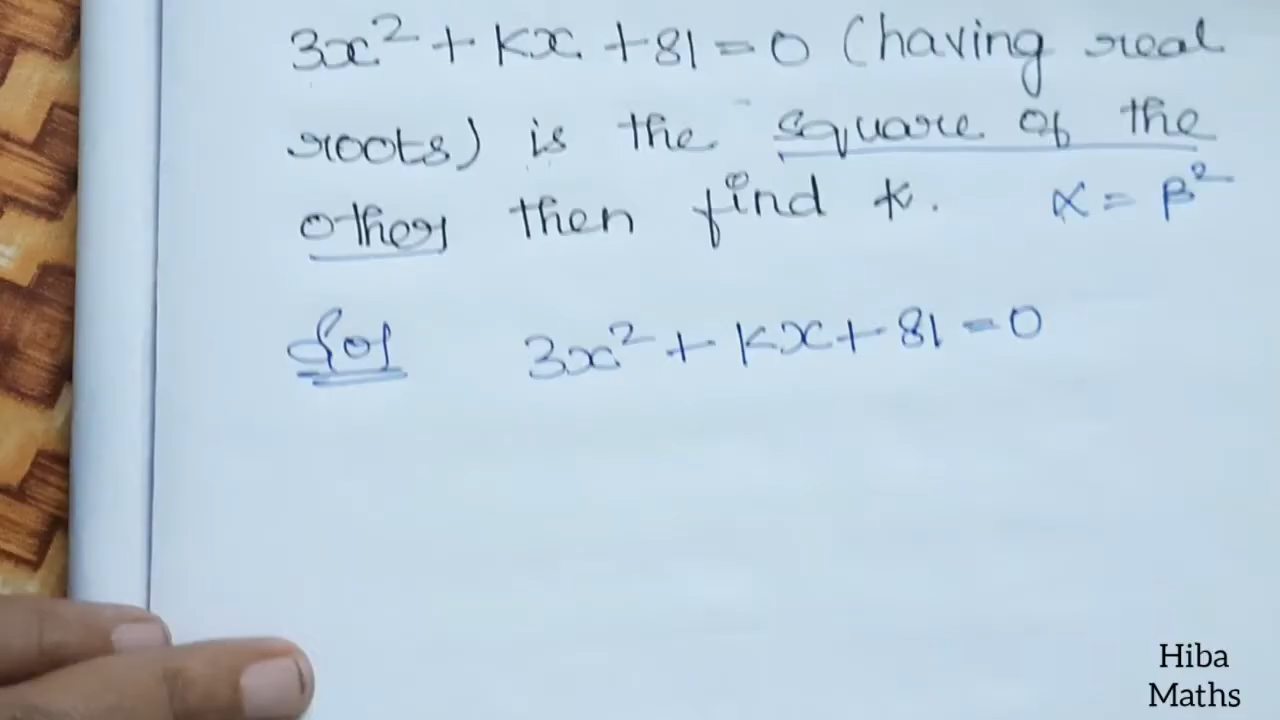 3x² + Kx + 81 = 0 (having real
roots) is the square of the
other then find k. α = β²
Sol 3x² + Kx + 81 = 0
Hiba
Maths